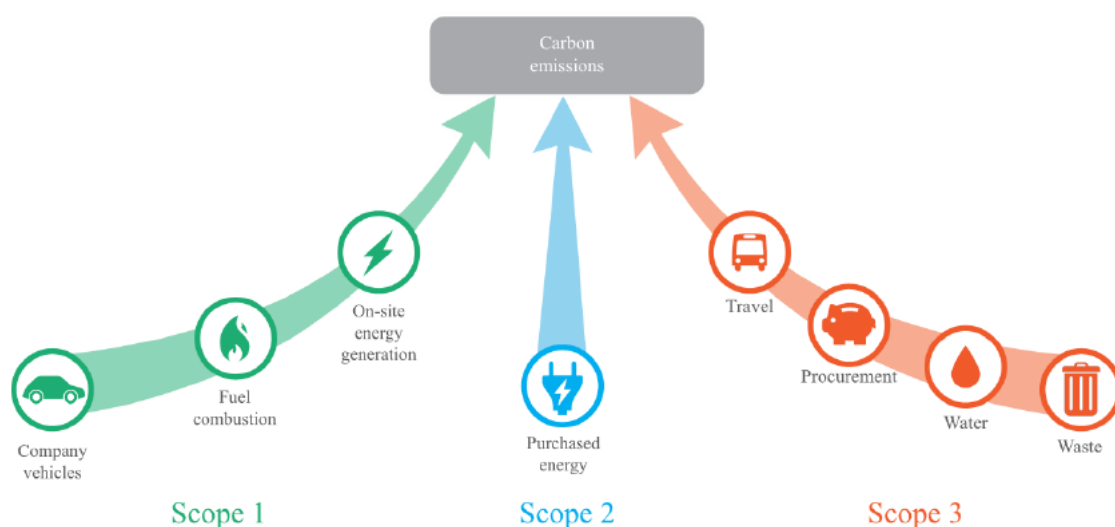 Carbon
emissions
On-site
energy
generation
Travel
Fuel
combustion
Procurement
Company
vehicles
Purchased
energy
Water
Waste
Scope 1
Scope 2
Scope 3